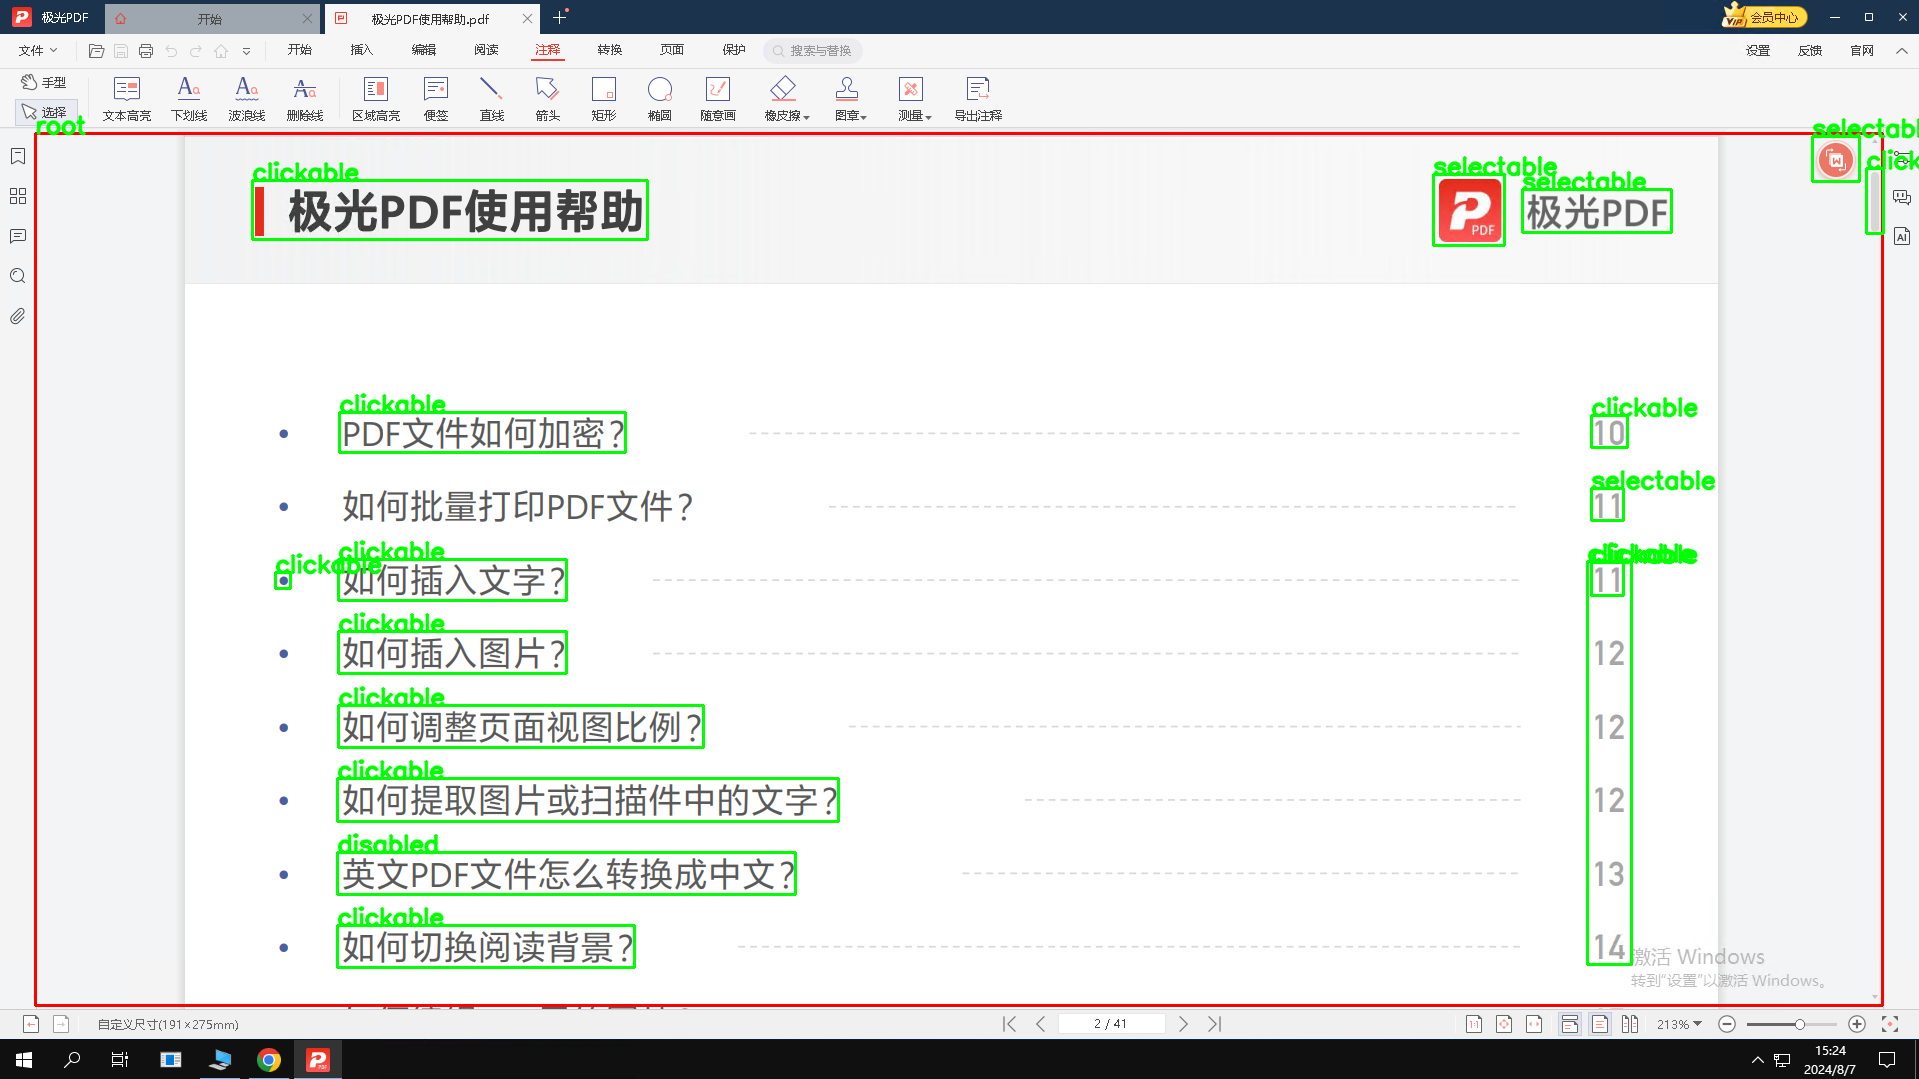 极光PDF
开始
极光PDF使用帮助.pdf
会员中心
文件
开始
插入
编辑
阅读
注释
转换
页面
保护
搜索与替换
设置
反馈
官网
手型
选择
文本高亮
下划线
波浪线
删除线
区域高亮
便签
直线
箭头
矩形
椭圆
随意画
橡皮擦
图章
测量
导出注释
root
selectab
clickable
selectable
selectable
click
极光PDF使用帮助
PDF
极光PDF
clickable
clickable
PDF文件如何加密？
10
selectable
如何批量打印PDF文件？
11
clickable
clickable
clickable
如何插入文字？
11
clickable
如何插入图片？
12
clickable
如何调整页面视图比例？
12
clickable
如何提取图片或扫描件中的文字？
12
disabled
英文PDF文件怎么转换成中文？
13
clickable
如何切换阅读背景？
14
激活 Windows
转到"设置"以激活 Windows。
自定义尺寸(191×275mm)
2 / 41
213%
15:24
2024/8/7